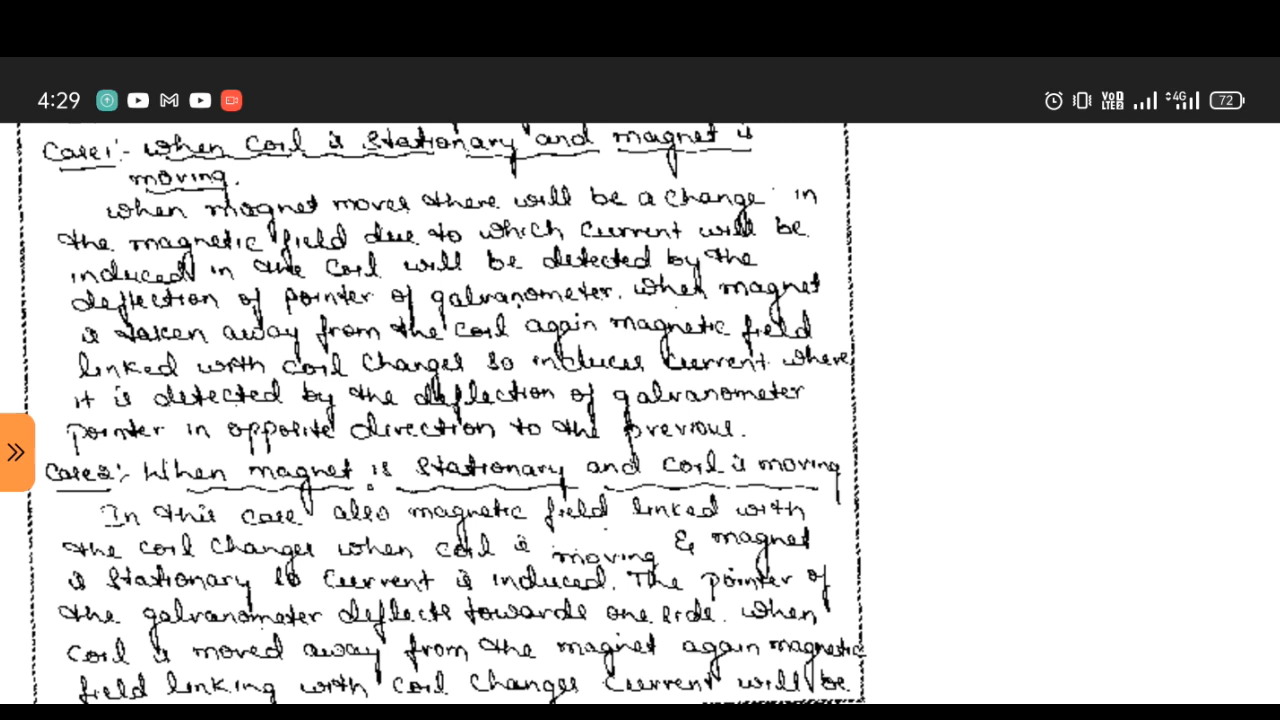 4:29 VoD LTE2 4G 72
Case1:- When Coil is Stationary and magnet is
moving.
When magnet moves there will be a change in
the magnetic field due to which current will be
induced in the coil will be detected by the
deflection of pointer of galvanometer. When magnet
is taken away from the coil again magnetic field
linked with coil changes so induces current where
it is detected by the deflection of galvanometer
pointer in opposite direction to the previous.
Case2:- When magnet is Stationary and Coil is moving
In this case also magnetic field linked with
the coil changes when coil is moving & magnet
is stationary so current is induced. The pointer of
the galvanometer deflects towards one side. When
coil is moved away from the magnet again magnetic
field linking with coil changes current will be